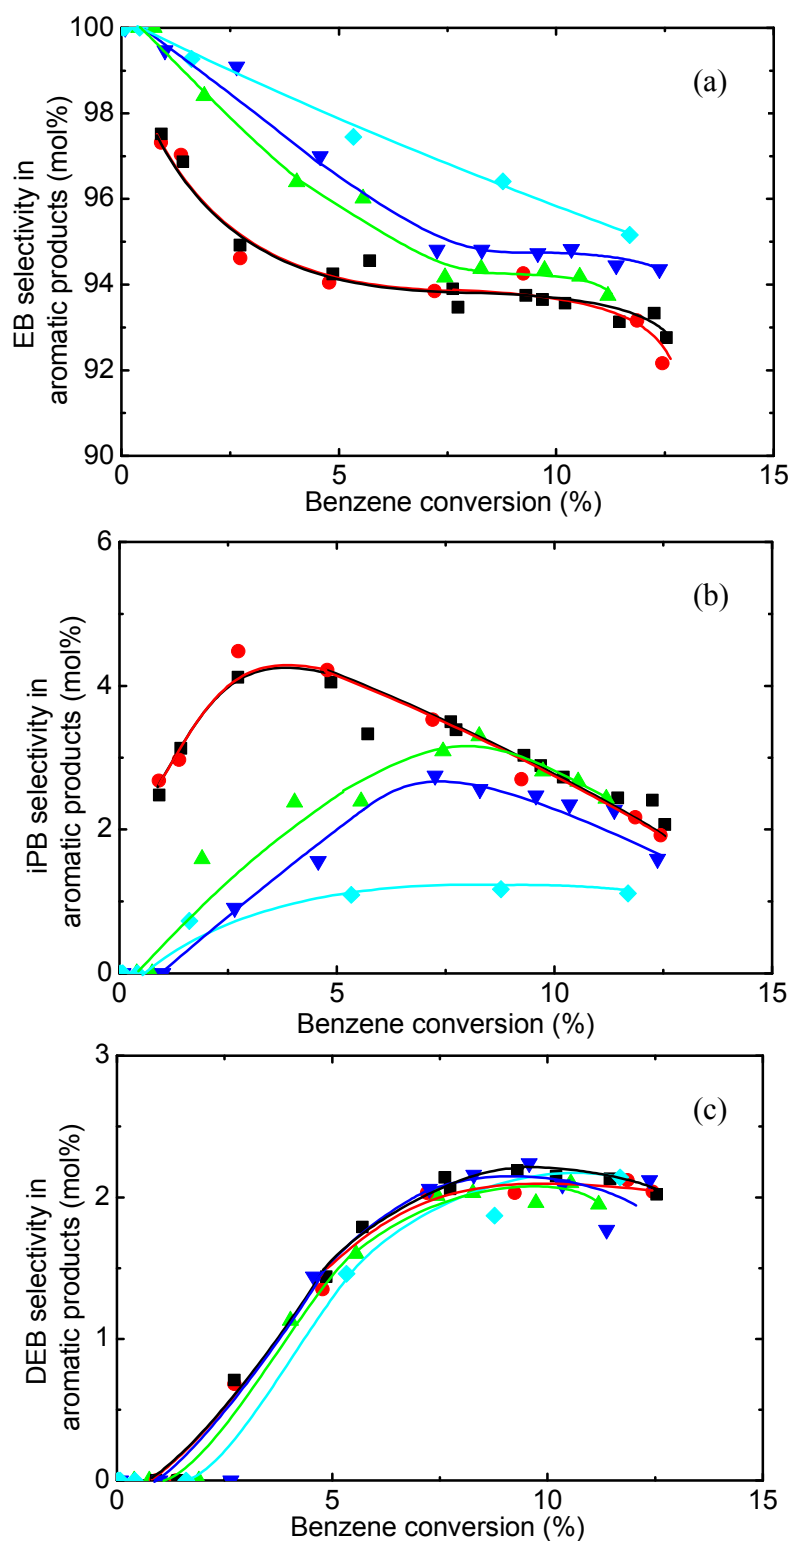 100
98
96
94
92
90
EB selectivity in
aromatic products (mol%)
(a)
0
5
10
15
Benzene conversion (%)
6
4
2
0
iPB selectivity in
aromatic products (mol%)
(b)
0
5
10
15
Benzene conversion (%)
3
2
1
0
DEB selectivity in
aromatic products (mol%)
(c)
0
5
10
15
Benzene conversion (%)